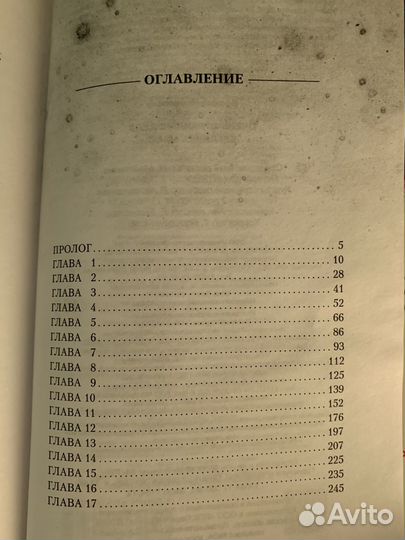 ОГЛАВЛЕНИЕ
ПРОЛОГ 5
ГЛАВА 1 10
ГЛАВА 2 28
ГЛАВА 3 41
ГЛАВА 4 52
ГЛАВА 5 66
ГЛАВА 6 86
ГЛАВА 7 93
ГЛАВА 8 112
ГЛАВА 9 125
ГЛАВА 10 139
ГЛАВА 11 152
ГЛАВА 12 176
ГЛАВА 13 197
ГЛАВА 14 207
ГЛАВА 15 225
ГЛАВА 16 235
ГЛАВА 17 245
Avito